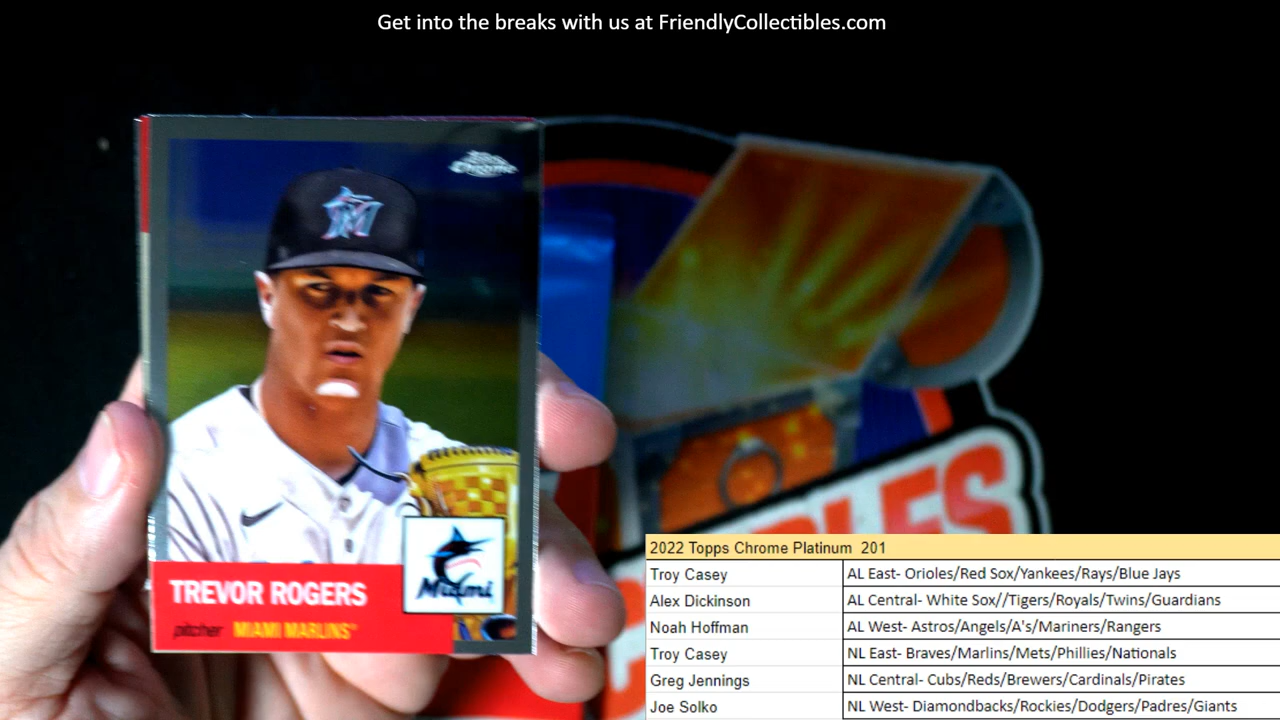 Get into the breaks with us at FriendlyCollectibles.com
Topps
Chrome
M
Miami
TREVOR ROGERS
pitcher MIAMI MARLINS
2022 Topps Chrome Platinum 201
Troy Casey AL East- Orioles/Red Sox/Yankees/Rays/Blue Jays
Alex Dickinson AL Central- White Sox//Tigers/Royals/Twins/Guardians
Noah Hoffman AL West- Astros/Angels/A's/Mariners/Rangers
Troy Casey NL East- Braves/Marlins/Mets/Phillies/Nationals
Greg Jennings NL Central- Cubs/Reds/Brewers/Cardinals/Pirates
Joe Solko NL West- Diamondbacks/Rockies/Dodgers/Padres/Giants